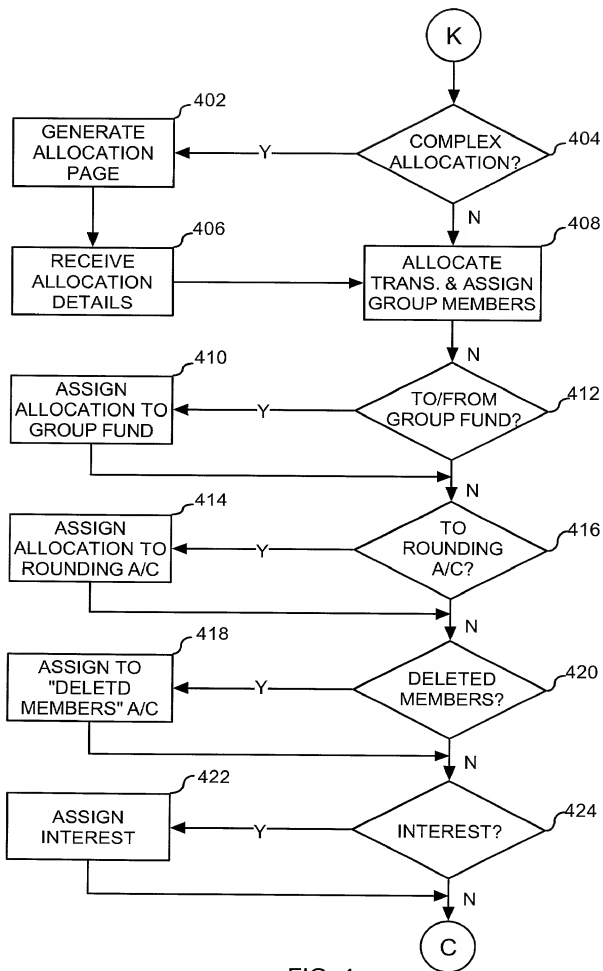 K
402
GENERATE
ALLOCATION
PAGE
Y
COMPLEX
ALLOCATION?
404
N
406
RECEIVE
ALLOCATION
DETAILS
408
ALLOCATE
TRANS. & ASSIGN
GROUP MEMBERS
N
410
ASSIGN
ALLOCATION TO
GROUP FUND
Y
TO/FROM
GROUP FUND?
412
N
414
ASSIGN
ALLOCATION TO
ROUNDING A/C
Y
TO
ROUNDING
A/C?
416
N
418
ASSIGN TO
"DELETD
MEMBERS" A/C
Y
DELETED
MEMBERS?
420
N
422
ASSIGN
INTEREST
Y
INTEREST?
424
N
C